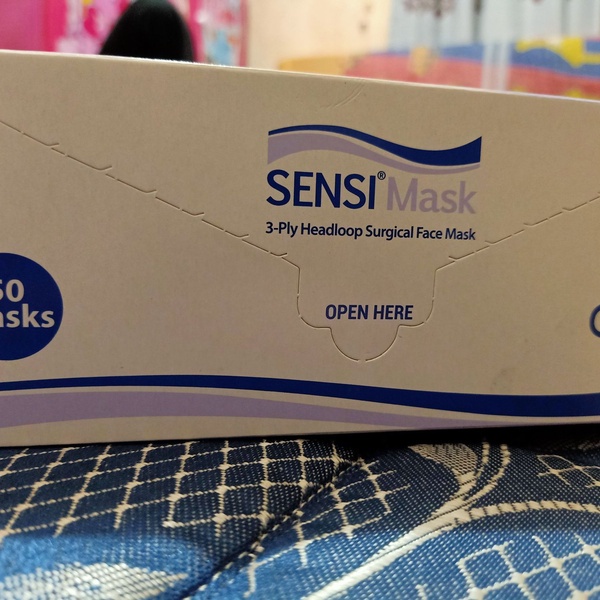 SENSI® Mask
3-Ply Headloop Surgical Face Mask
OPEN HERE